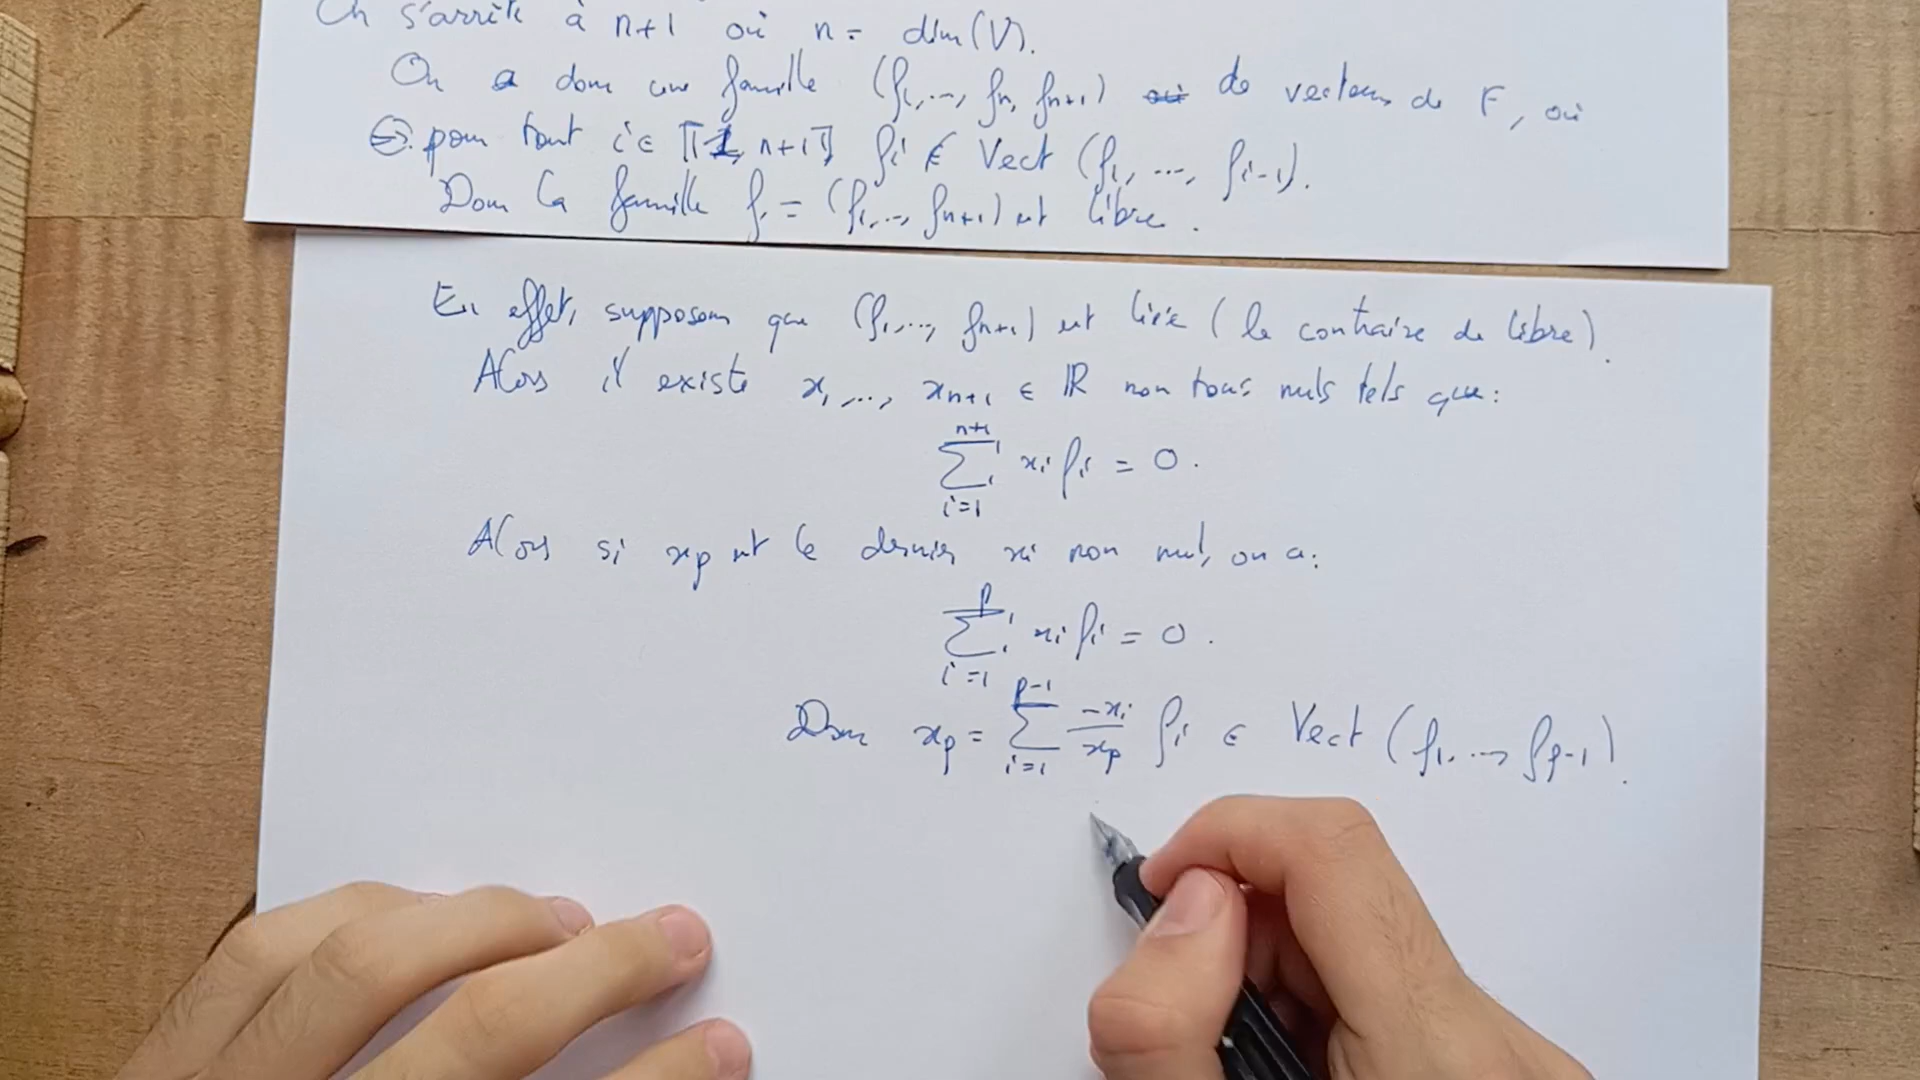 On s'arrête à n+1 où n = dim(V).
On a donc une famille (f₁,..., fₙ, fₙ₊₁) où de vecteurs de F, où
⊖. pour tout i ∈ ⟦1, n+1⟧ fi ∉ Vect (f₁, ..., fi-1).
Donc la famille f = (f₁,..., fₙ₊₁) est libre.
En effet, supposons que (f₁,..., fₙ₊₁) est liée (le contraire de libre).
Alors il existe x₁,..., xₙ₊₁ ∈ ℝ non tous nuls tels que:
n+1
∑ xi fi = 0.
i=1
Alors si xp est le dernier xi non nul, on a:
p
∑ xi fi = 0.
i=1
Donc xp = ∑_{i=1}^{p-1} -xi/xp fi ∈ Vect (f₁, ..., fp-1).